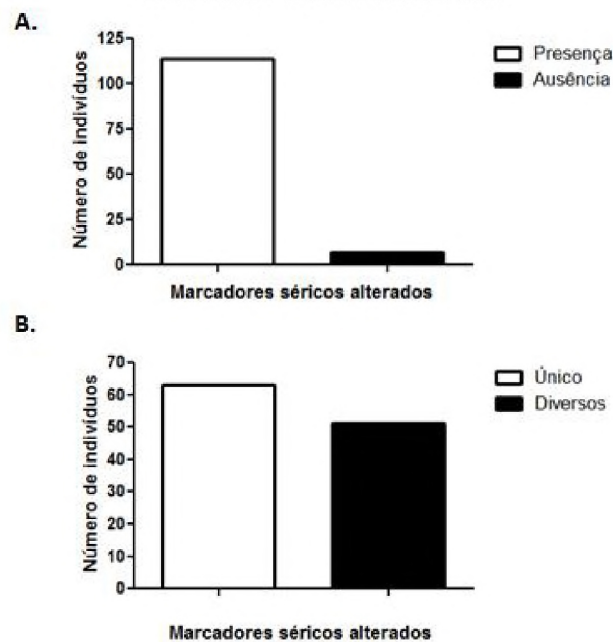 A.
Número de indivíduos
125
100
75
50
25
0
Presença
Ausência
Marcadores séricos alterados
B.
Número de indivíduos
70
60
50
40
30
20
10
0
Único
Diversos
Marcadores séricos alterados